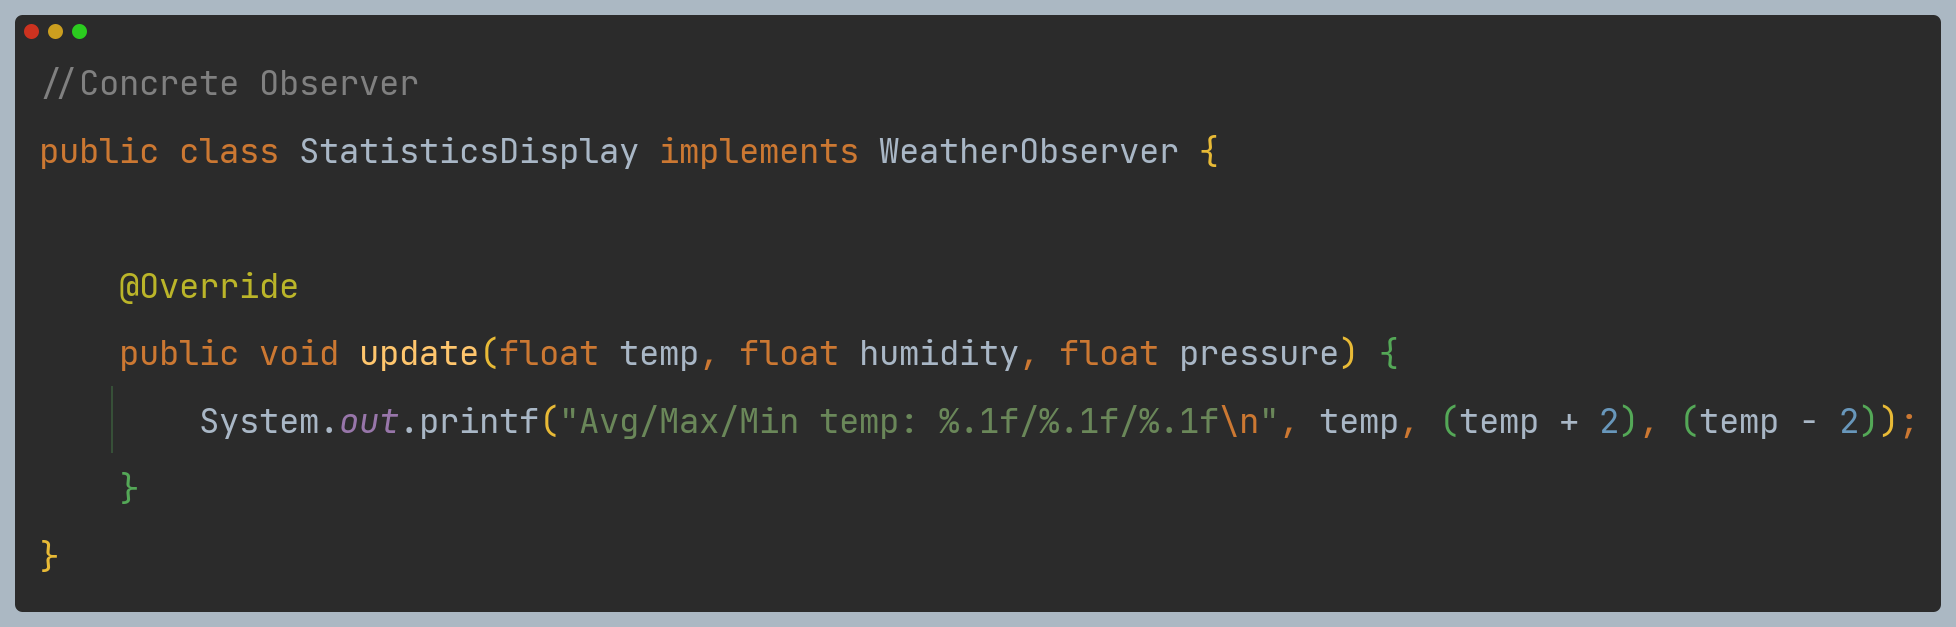 //Concrete Observer
public class StatisticsDisplay implements WeatherObserver {
@Override
public void update(float temp, float humidity, float pressure) {
System.out.printf("Avg/Max/Min temp: %.1f/%.1f/%.1f\n", temp, (temp + 2), (temp - 2));
}
}